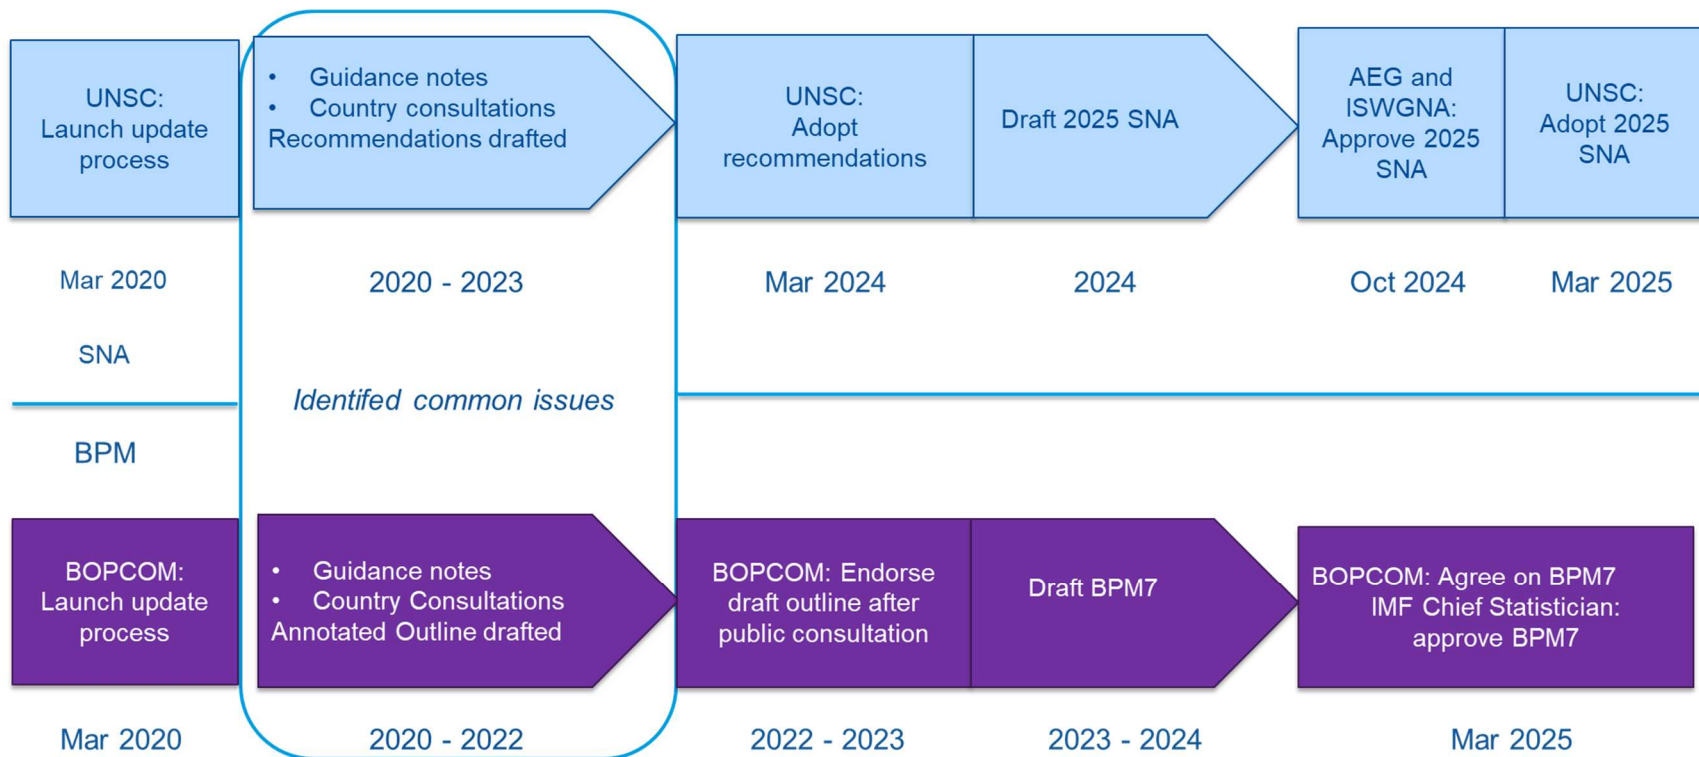 UNSC:
Launch update
process
• Guidance notes
• Country consultations
Recommendations drafted
UNSC:
Adopt
recommendations
Draft 2025 SNA
AEG and
ISWGNA:
Approve 2025
SNA
UNSC:
Adopt 2025
SNA
Mar 2020
2020 - 2023
Mar 2024
2024
Oct 2024
Mar 2025
SNA
Identifed common issues
BPM
BOPCOM:
Launch update
process
• Guidance notes
• Country Consultations
Annotated Outline drafted
BOPCOM: Endorse
draft outline after
public consultation
Draft BPM7
BOPCOM: Agree on BPM7
IMF Chief Statistician:
approve BPM7
Mar 2020
2020 - 2022
2022 - 2023
2023 - 2024
Mar 2025